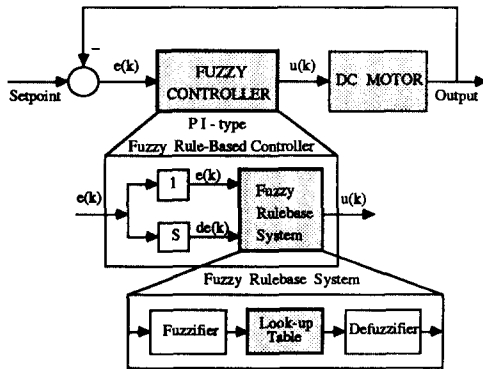 −
e(k)
u(k)
FUZZY
CONTROLLER
DC MOTOR
Setpoint
Output
P I - type
Fuzzy Rule-Based Controller
e(k)
1
e(k)
Fuzzy
Rulebase
System
u(k)
S
de(k)
Fuzzy Rulebase System
Fuzzifier
Look-up
Table
Defuzzifier